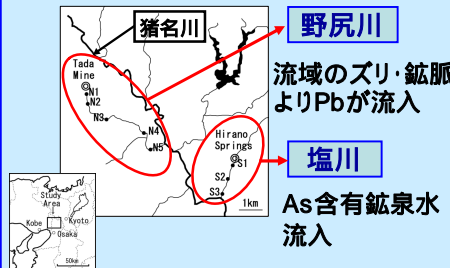 猪名川
野尻川
Tada
Mine
N1
N2
N3
N4
N5
流域のズリ・鉱脈
よりPbが流入
Hirano
Springs
S1
S2
S3
1km
塩川
As含有鉱泉水
流入
Study
Area
Kobe
Kyoto
Osaka
50km